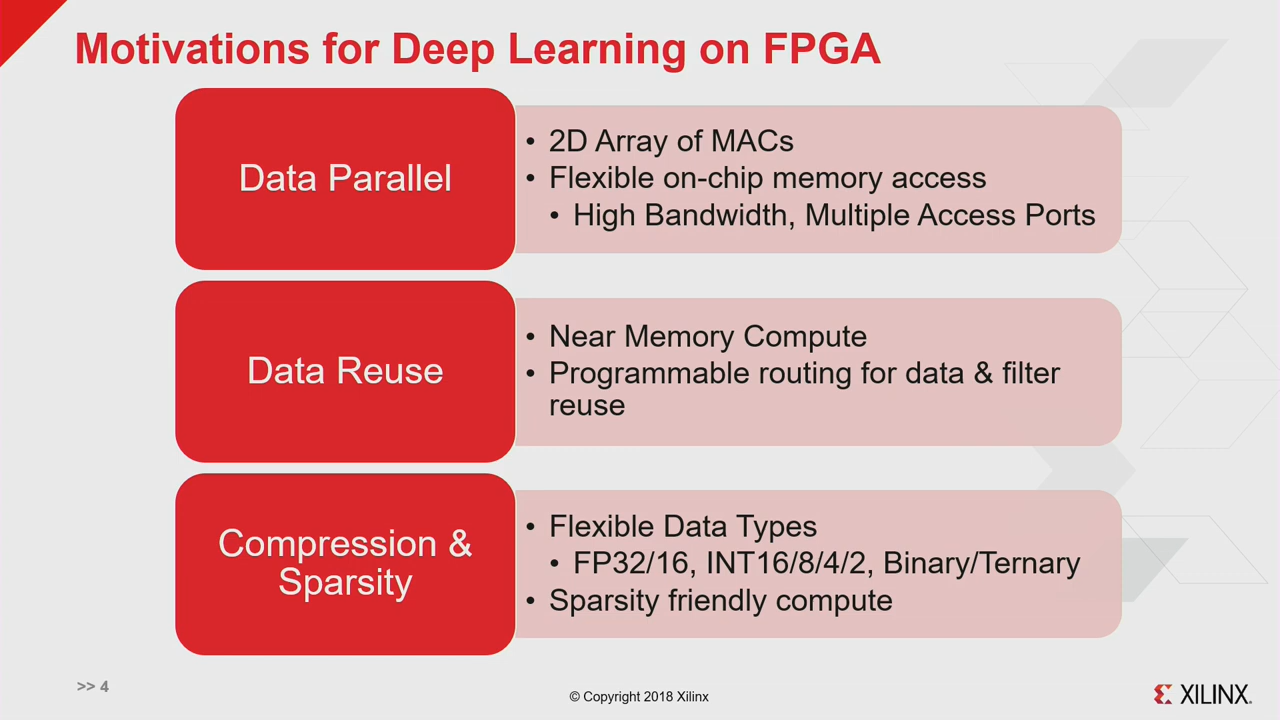 Motivations for Deep Learning on FPGA
Data Parallel
• 2D Array of MACs
• Flexible on-chip memory access
• High Bandwidth, Multiple Access Ports
Data Reuse
• Near Memory Compute
• Programmable routing for data & filter
reuse
Compression &
Sparsity
• Flexible Data Types
• FP32/16, INT16/8/4/2, Binary/Ternary
• Sparsity friendly compute
>> 4
© Copyright 2018 Xilinx
XILINX.